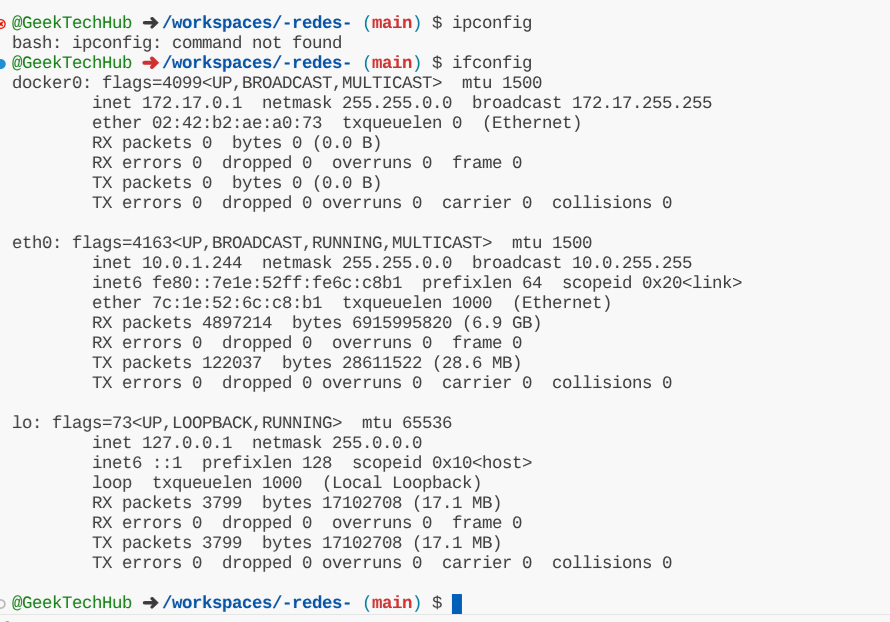 @GeekTechHub ➜ /workspaces/-redes- (main) $ ipconfig
bash: ipconfig: command not found
@GeekTechHub ➜ /workspaces/-redes- (main) $ ifconfig
docker0: flags=4099<UP,BROADCAST,MULTICAST>  mtu 1500
        inet 172.17.0.1  netmask 255.255.0.0  broadcast 172.17.255.255
        ether 02:42:b2:ae:a0:73  txqueuelen 0  (Ethernet)
        RX packets 0  bytes 0 (0.0 B)
        RX errors 0  dropped 0  overruns 0  frame 0
        TX packets 0  bytes 0 (0.0 B)
        TX errors 0  dropped 0 overruns 0  carrier 0  collisions 0

eth0: flags=4163<UP,BROADCAST,RUNNING,MULTICAST>  mtu 1500
        inet 10.0.1.244  netmask 255.255.0.0  broadcast 10.0.255.255
        inet6 fe80::7e1e:52ff:fe6c:c8b1  prefixlen 64  scopeid 0x20<link>
        ether 7c:1e:52:6c:c8:b1  txqueuelen 1000  (Ethernet)
        RX packets 4897214  bytes 6915995820 (6.9 GB)
        RX errors 0  dropped 0  overruns 0  frame 0
        TX packets 122037  bytes 28611522 (28.6 MB)
        TX errors 0  dropped 0 overruns 0  carrier 0  collisions 0

lo: flags=73<UP,LOOPBACK,RUNNING>  mtu 65536
        inet 127.0.0.1  netmask 255.0.0.0
        inet6 ::1  prefixlen 128  scopeid 0x10<host>
        loop  txqueuelen 1000  (Local Loopback)
        RX packets 3799  bytes 17102708 (17.1 MB)
        RX errors 0  dropped 0  overruns 0  frame 0
        TX packets 3799  bytes 17102708 (17.1 MB)
        TX errors 0  dropped 0 overruns 0  carrier 0  collisions 0

@GeekTechHub ➜ /workspaces/-redes- (main) $